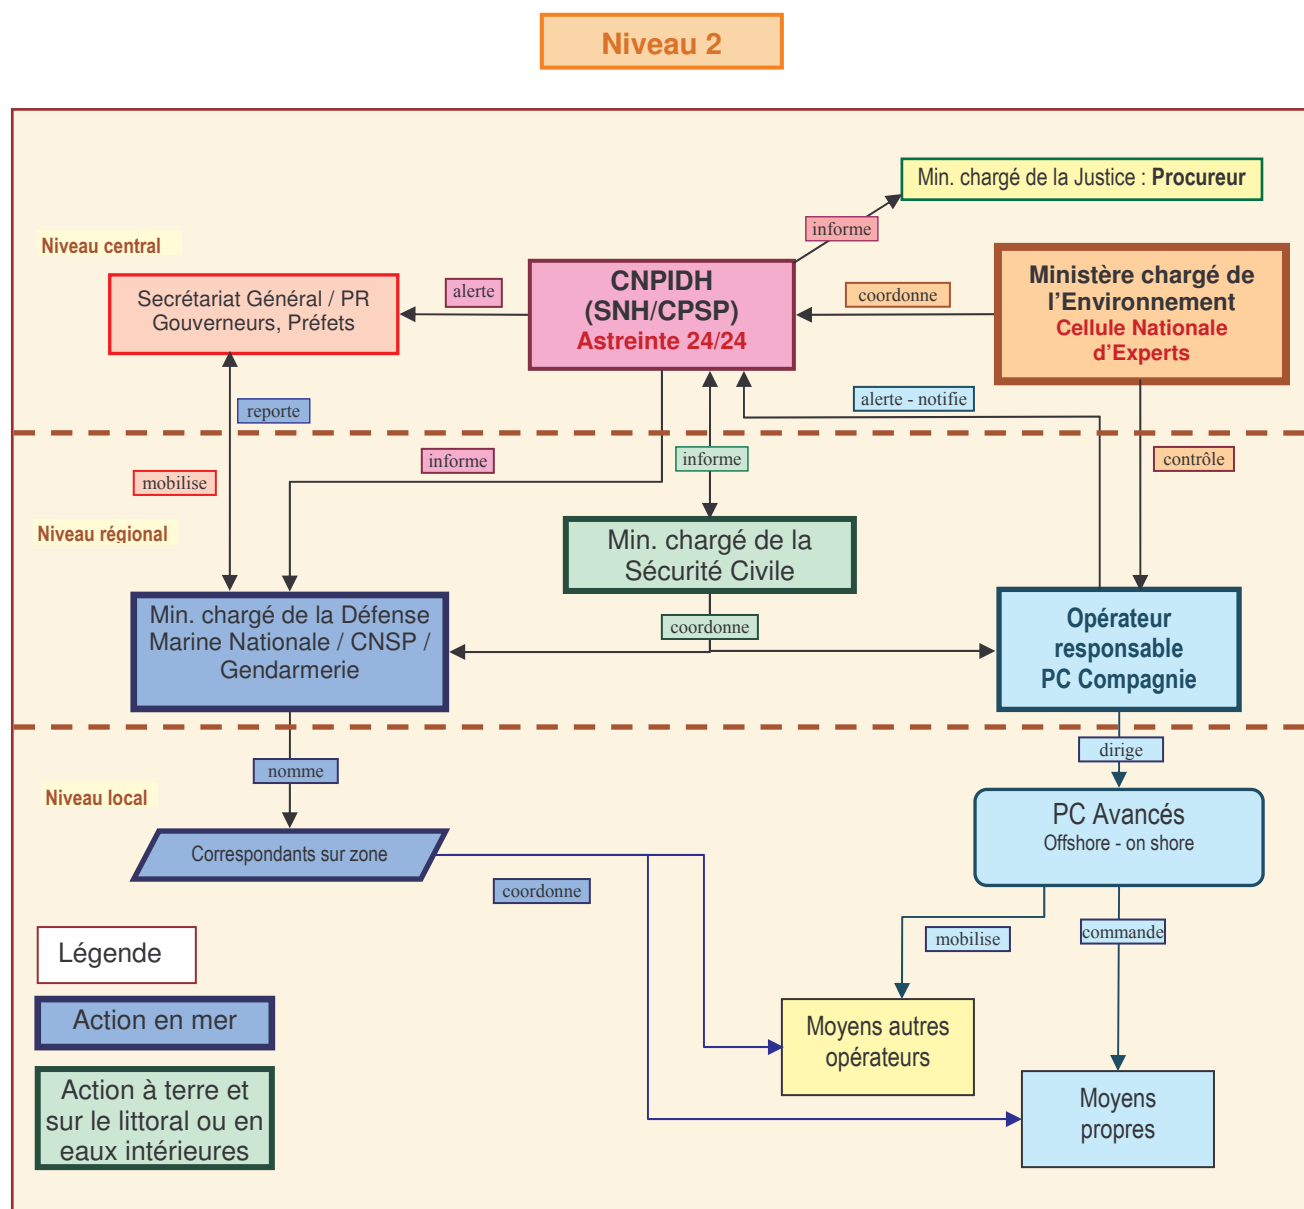 Niveau 2
Min. chargé de la Justice : Procureur
informe
Niveau central
CNPIDH
(SNH/CPSP)
Astreinte 24/24
Ministère chargé de
l'Environnement
Cellule Nationale
d'Experts
alerte
coordonne
Secrétariat Général / PR
Gouverneurs, Préfets
reporte
alerte - notifie
informe
informe
contrôle
mobilise
Niveau régional
Min. chargé de la
Sécurité Civile
Min. chargé de la Défense
Marine Nationale / CNSP /
Gendarmerie
coordonne
Opérateur
responsable
PC Compagnie
nomme
dirige
Niveau local
PC Avancés
Offshore - on shore
Correspondants sur zone
coordonne
mobilise
commande
Légende
Action en mer
Action à terre et
sur le littoral ou en
eaux intérieures
Moyens autres
opérateurs
Moyens
propres